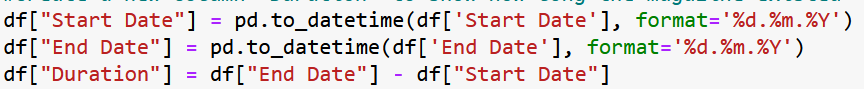 df["Start Date"] = pd.to_datetime(df['Start Date'], format='%d.%m.%Y')
df["End Date"] = pd.to_datetime(df['End Date'], format='%d.%m.%Y')
df["Duration"] = df["End Date"] - df["Start Date"]